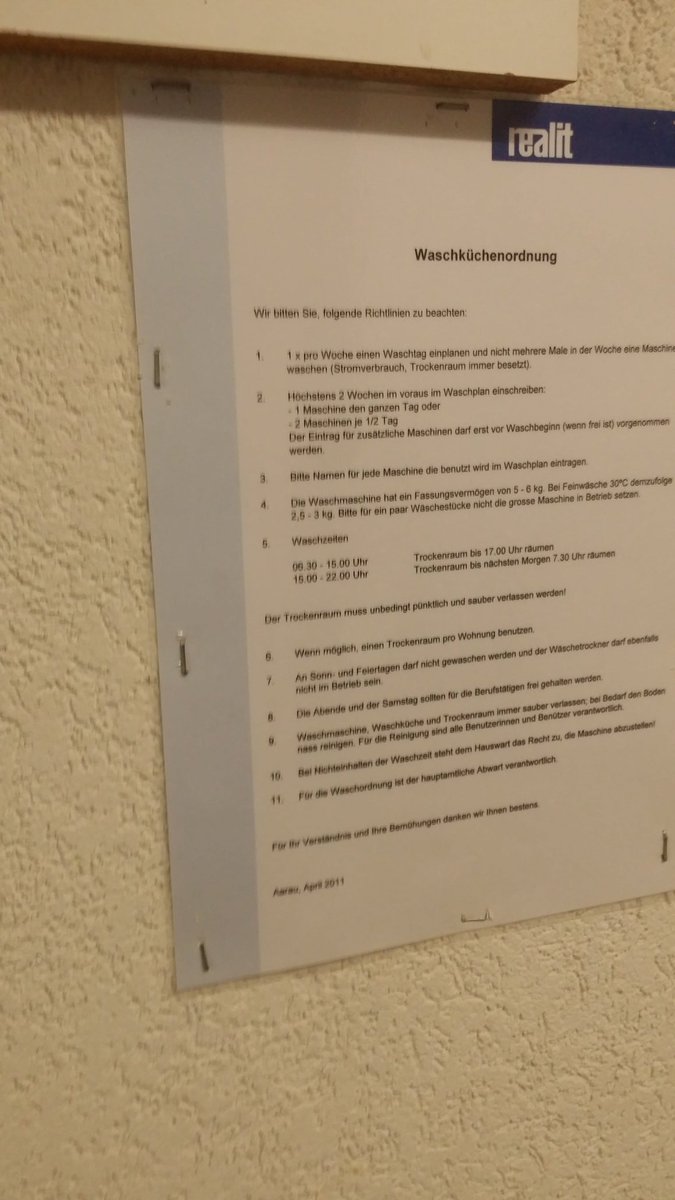 realit
Waschküchenordnung
Wir bitten Sie, folgende Richtlinien zu beachten:
1. 1 x pro Woche einen Waschtag einplanen und nicht mehrere Male in der Woche eine Maschine
waschen (Stromverbrauch, Trockenraum immer besetzt).
2. Höchstens 2 Wochen im voraus im Waschplan einschreiben:
- 1 Maschine den ganzen Tag oder
- 2 Maschinen je 1/2 Tag
Der Eintrag für zusätzliche Maschinen darf erst vor Waschbeginn (wenn frei ist) vorgenommen
werden.
3. Bitte Namen für jede Maschine die benutzt wird im Waschplan eintragen.
4. Die Waschmaschine hat ein Fassungsvermögen von 5 - 6 kg. Bei Feinwäsche 30°C demzufolge
2,5 - 3 kg. Bitte für ein paar Wäschestücke nicht die grosse Maschine in Betrieb setzen.
5. Waschzeiten
06.30 - 15.00 Uhr Trockenraum bis 17.00 Uhr räumen
15.00 - 22.00 Uhr Trockenraum bis nächsten Morgen 7.30 Uhr räumen
Der Trockenraum muss unbedingt pünktlich und sauber verlassen werden!
6. Wenn möglich, einen Trockenraum pro Wohnung benutzen.
7. An Sonn- und Feiertagen darf nicht gewaschen werden und der Wäschetrockner darf ebenfalls
nicht im Betrieb sein.
8. Die Abende und der Samstag sollten für die Berufstätigen frei gehalten werden.
9. Waschmaschine, Waschküche und Trockenraum immer sauber verlassen; bei Bedarf den Boden
nass reinigen. Für die Reinigung sind alle Benutzerinnen und Benützer verantwortlich.
10. Bei Nichteinhalten der Waschzeit steht dem Hauswart das Recht zu, die Maschine abzustellen!
11. Für die Waschordnung ist der hauptamtliche Abwart verantwortlich.
Für Ihr Verständnis und Ihre Bemühungen danken wir Ihnen bestens.
Aarau, April 2011